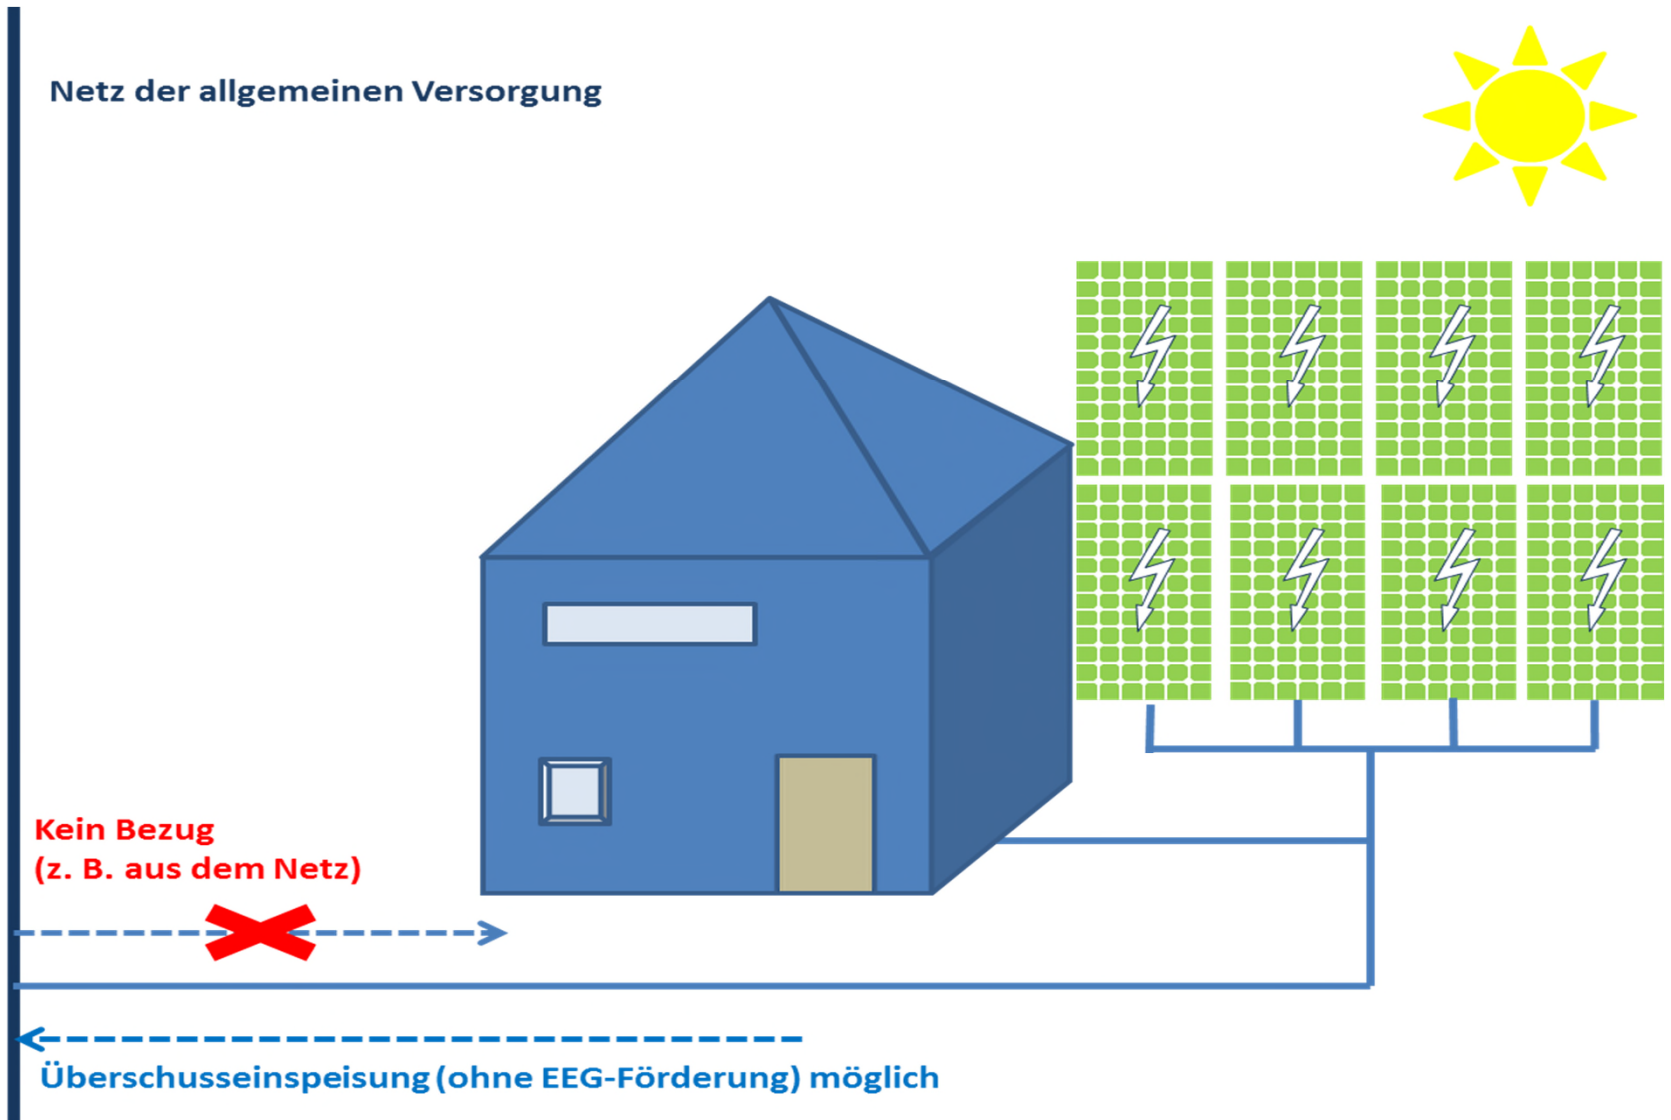 Netz der allgemeinen Versorgung
Kein Bezug
(z. B. aus dem Netz)
Überschusseinspeisung (ohne EEG-Förderung) möglich